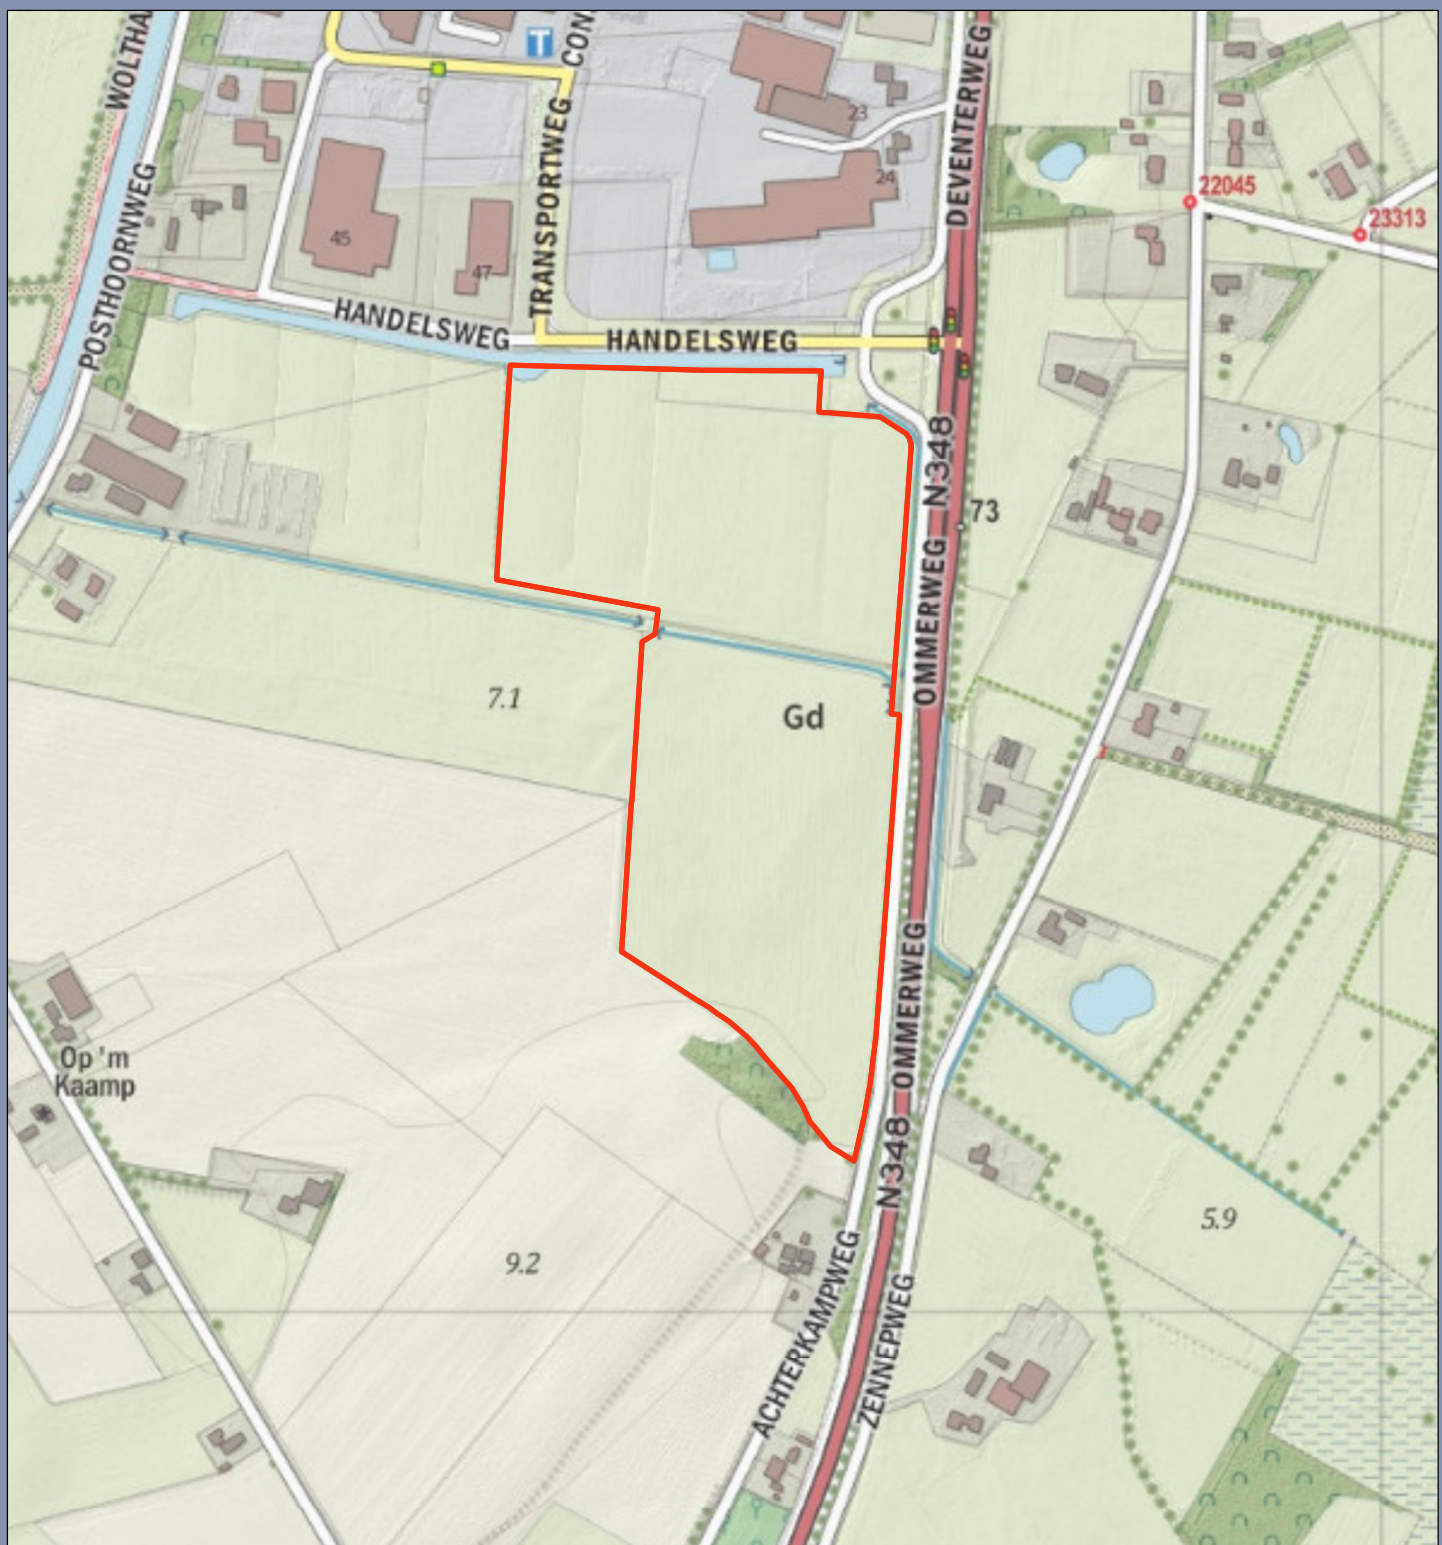 WOLTHA
T
CON
DEVENTERWEG
23
TRANSPORTWEG
24
22045
23313
POSTHOORNWEG
45
47
HANDELSWEG
HANDELSWEG
N348
73
OMMERWEG
7.1
Gd
OMMERWEG
Op 'm
Kaamp
N348
5.9
9.2
ACHTERKAMPWEG
ZENNEPWEG